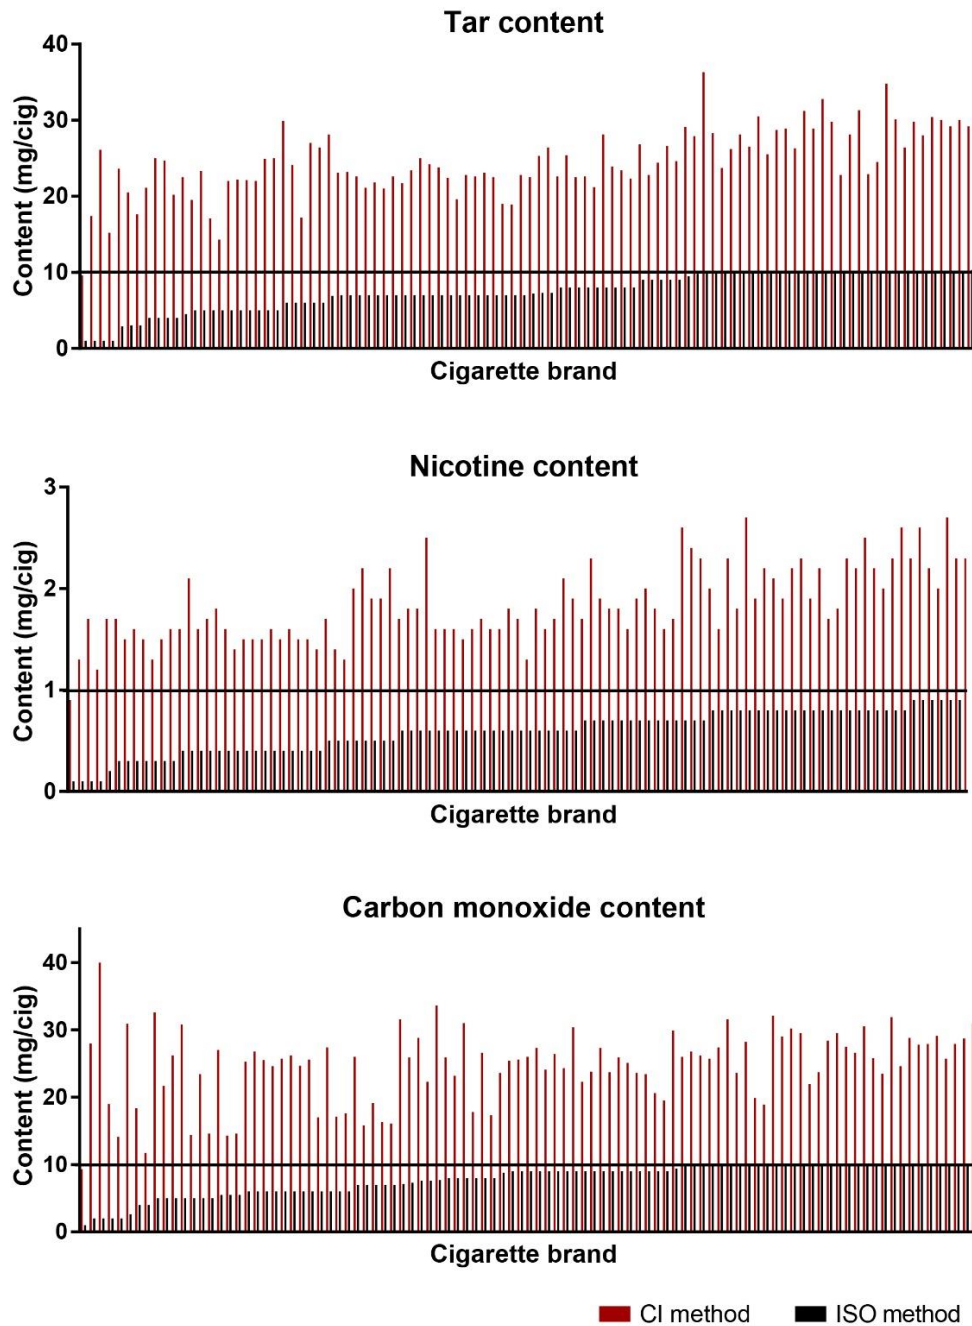 Tar content
40
30
20
10
0
Content (mg/cig)
Cigarette brand
Nicotine content
3
2
1
0
Content (mg/cig)
Cigarette brand
Carbon monoxide content
40
30
20
10
0
Content (mg/cig)
Cigarette brand
CI method ISO method